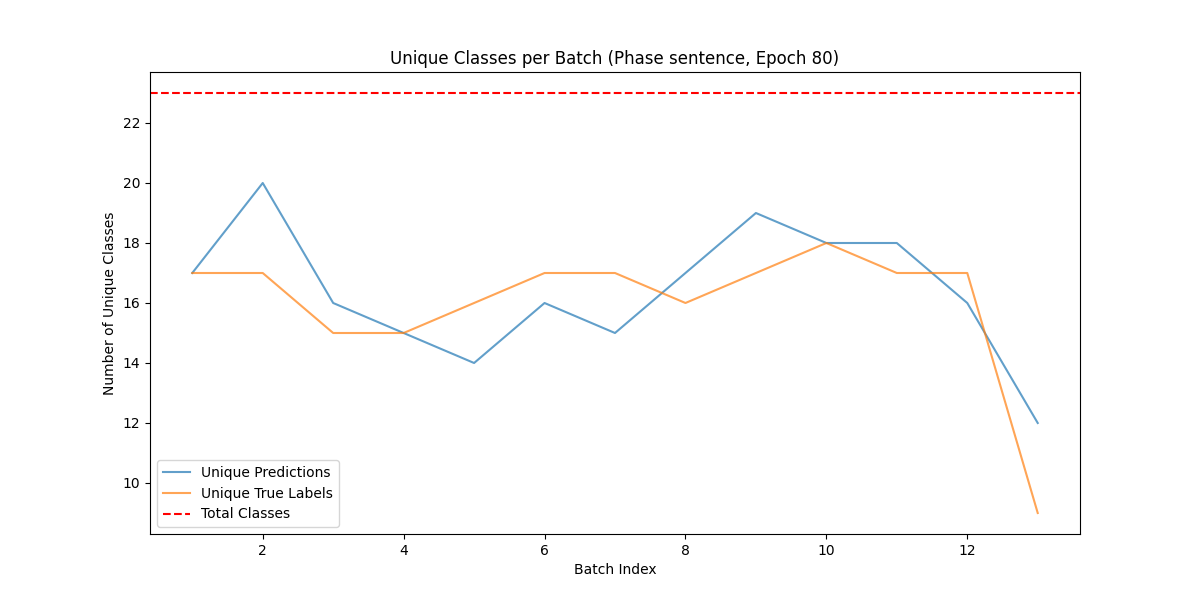 Unique Classes per Batch (Phase sentence, Epoch 80)
Number of Unique Classes
22
20
18
16
14
12
10
Unique Predictions
Unique True Labels
Total Classes
2 4 6 8 10 12
Batch Index